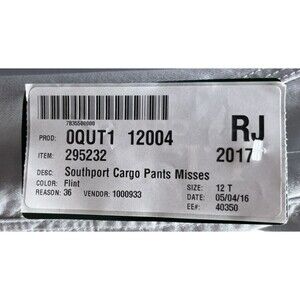 7835500000
PROD: 0QUT1 12004 RJ
ITEM: 295232 2017
DESC: Southport Cargo Pants Misses
COLOR: Flint SIZE: 12 T
REASON: 36 VENDOR: 1000933 DATE: 05/04/16
EE#: 40350